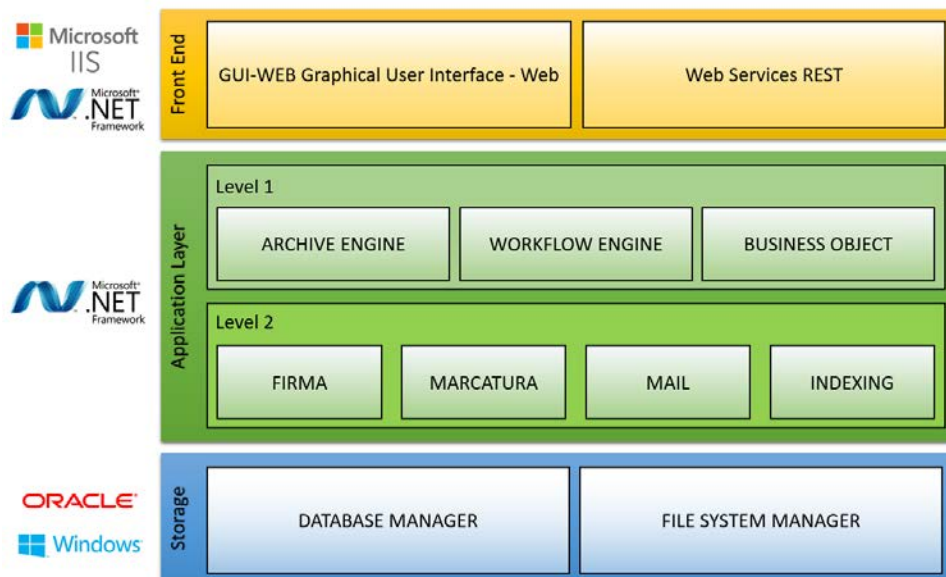 Microsoft
IIS
Microsoft®
.NET
Framework
Front End
GUI-WEB Graphical User Interface - Web
Web Services REST
Microsoft®
.NET
Framework
Application Layer
Level 1
ARCHIVE ENGINE
WORKFLOW ENGINE
BUSINESS OBJECT
Level 2
FIRMA
MARCATURA
MAIL
INDEXING
ORACLE®
Windows
Storage
DATABASE MANAGER
FILE SYSTEM MANAGER